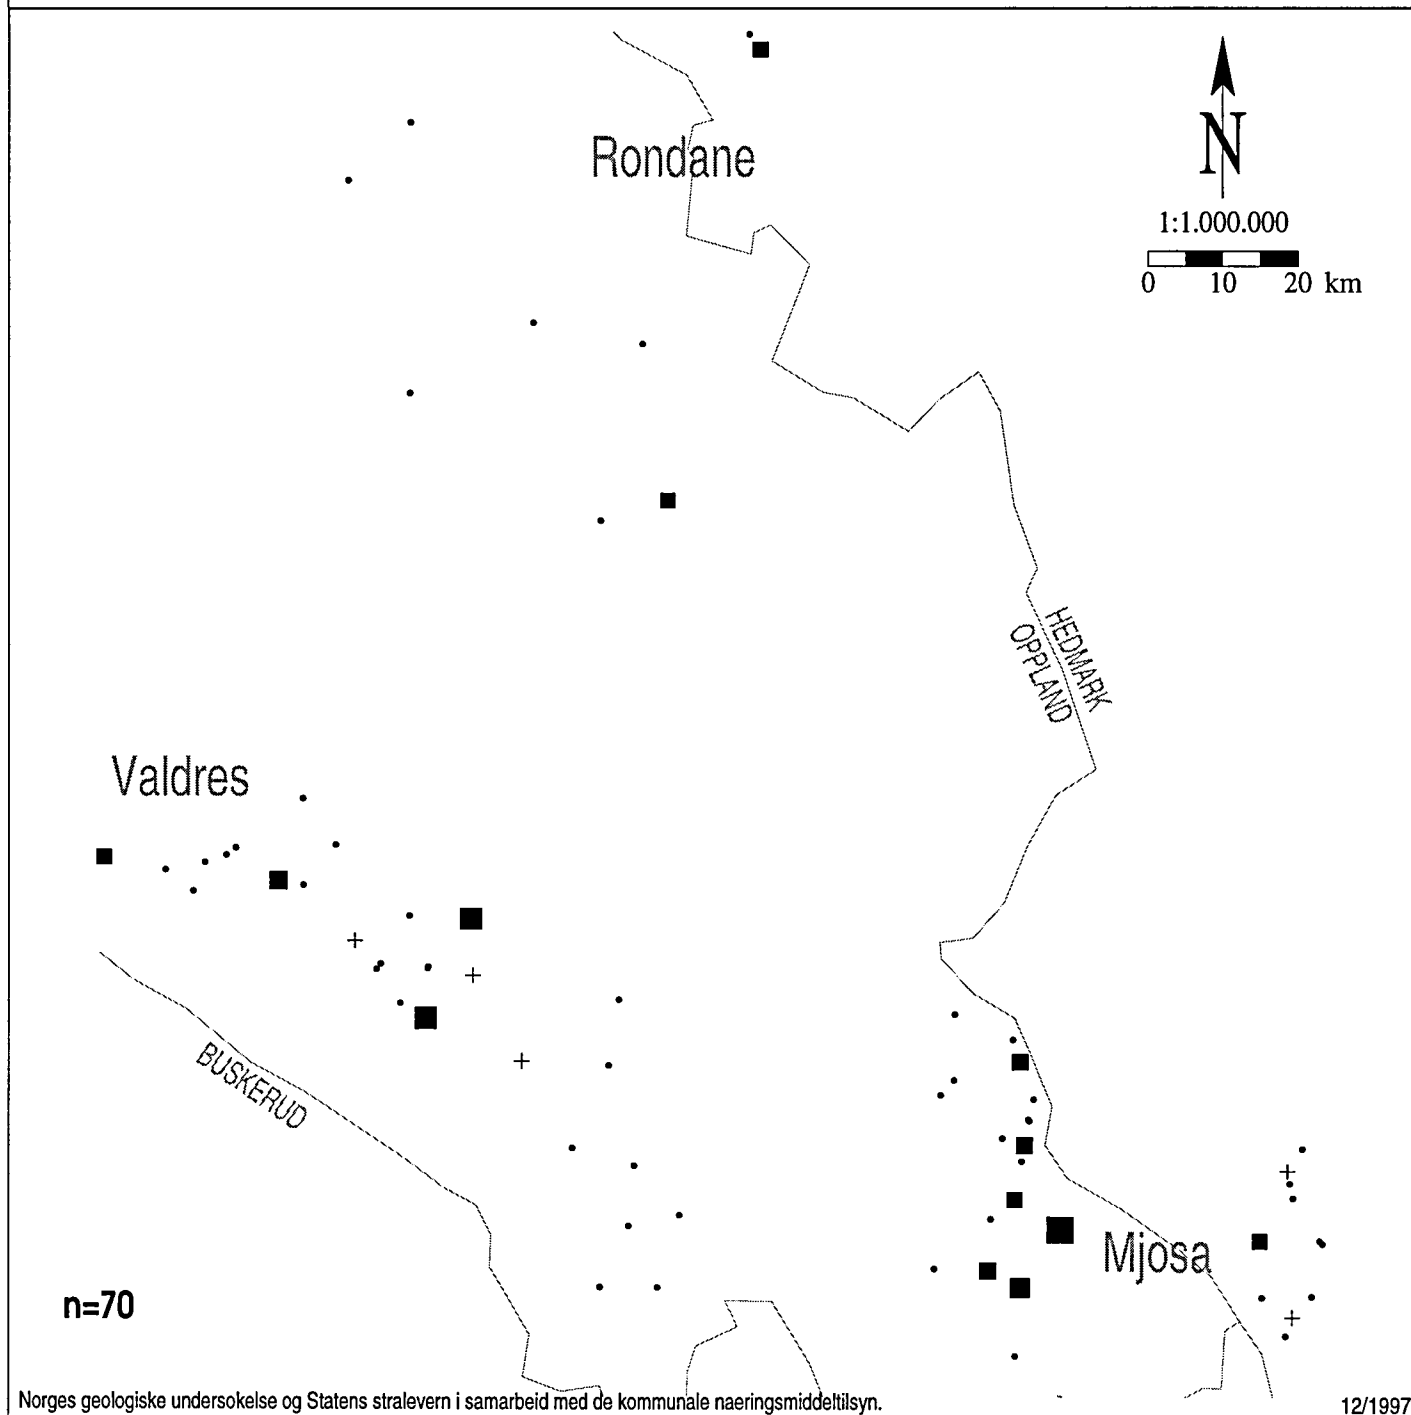 N
Rondane
1:1.000.000
0 10 20 km
HEDMARK
OPPLAND
Valdres
BUSKERUD
Mjosa
n=70
Norges geologiske undersokelse og Statens stralevern i samarbeid med de kommunale naeringsmiddeltilsyn.
12/1997